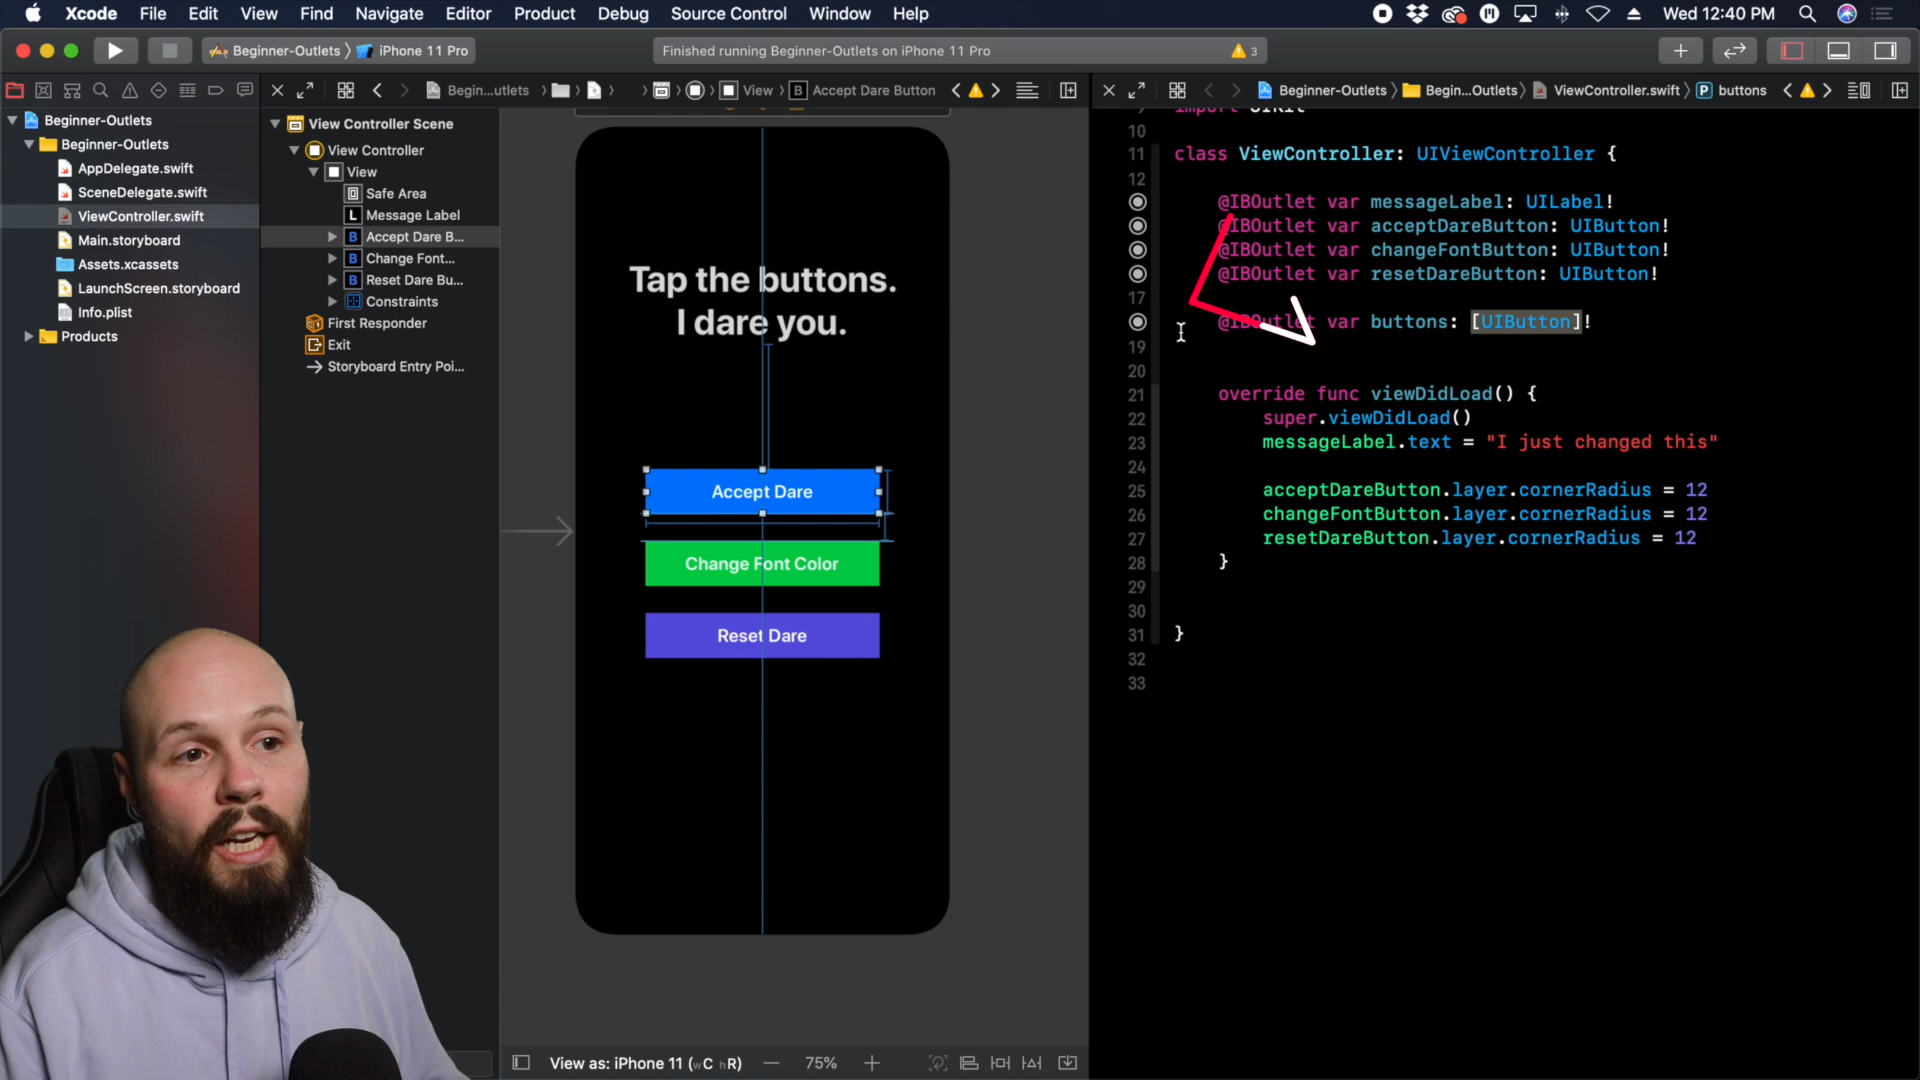 Xcode File Edit View Find Navigate Editor Product Debug Source Control Window Help
Wed 12:40 PM
Beginner-Outlets iPhone 11 Pro
Finished running Beginner-Outlets on iPhone 11 Pro
3
Begin...utlets
View
B Accept Dare Button
Beginner-Outlets
Begin...Outlets
ViewController.swift
P buttons
Beginner-Outlets
Beginner-Outlets
AppDelegate.swift
SceneDelegate.swift
ViewController.swift
Main.storyboard
Assets.xcassets
LaunchScreen.storyboard
Info.plist
Products
View Controller Scene
View Controller
View
Safe Area
L Message Label
B Accept Dare B...
B Change Font...
B Reset Dare Bu...
Constraints
First Responder
Exit
Storyboard Entry Poi...
Tap the buttons.
I dare you.
Accept Dare
Change Font Color
Reset Dare
View as: iPhone 11 (wC hR)
75%
import UIKit
10
11 class ViewController: UIViewController {
12
@IBOutlet var messageLabel: UILabel!
@IBOutlet var acceptDareButton: UIButton!
@IBOutlet var changeFontButton: UIButton!
@IBOutlet var resetDareButton: UIButton!
17
@IBOutlet var buttons: [UIButton]!
19
20
21 override func viewDidLoad() {
22 super.viewDidLoad()
23 messageLabel.text = "I just changed this"
24
25 acceptDareButton.layer.cornerRadius = 12
26 changeFontButton.layer.cornerRadius = 12
27 resetDareButton.layer.cornerRadius = 12
28 }
29
30
31 }
32
33